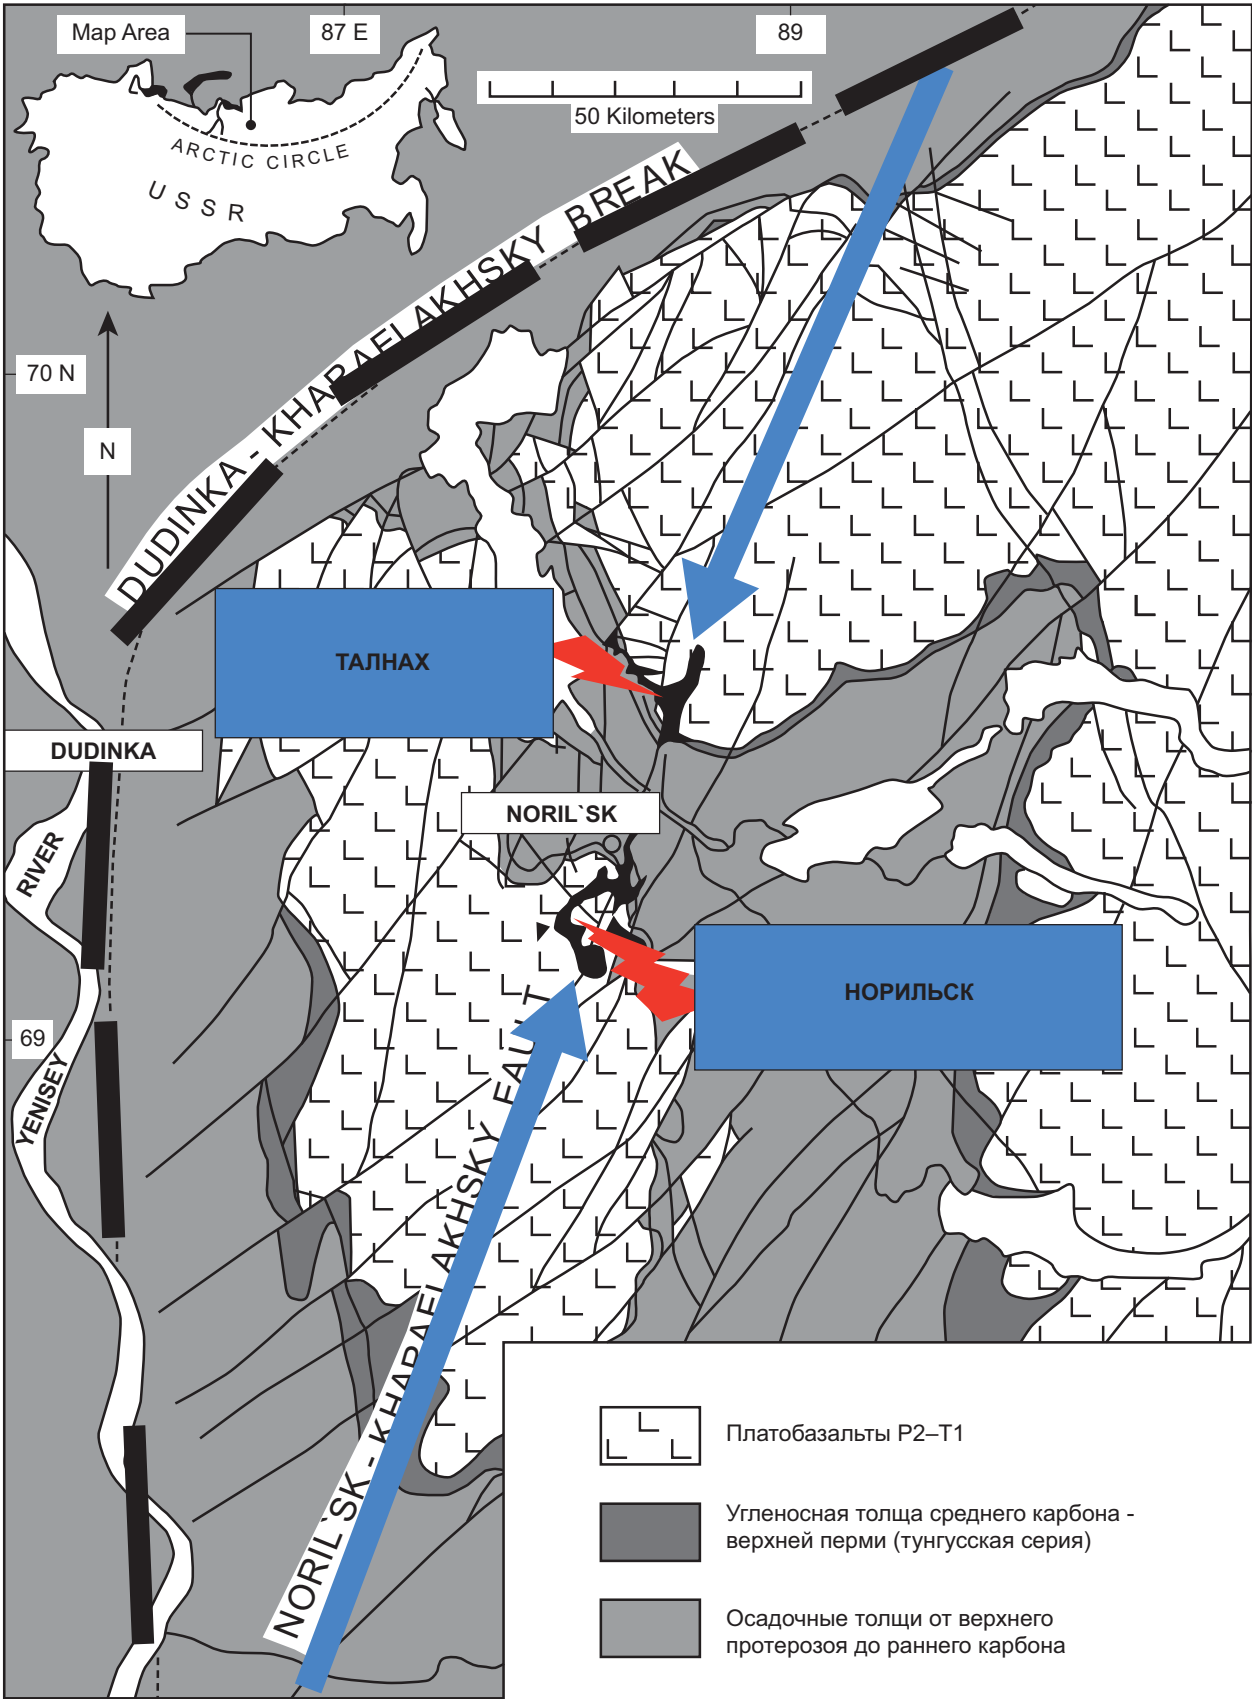 Map Area
87 E
89
50 Kilometers
ARCTIC CIRCLE
USSR
DUDINKA - KHARAELAKHSKY BREAK
70 N
N
ТАЛНАХ
DUDINKA
NORIL`SK
RIVER
НОРИЛЬСК
69
YENISEY
NORIL`SK - KHARAELAKHSKY FAULT
Платобазальты P2–T1
Угленосная толща среднего карбона -
верхней перми (тунгусская серия)
Осадочные толщи от верхнего
протерозоя до раннего карбона